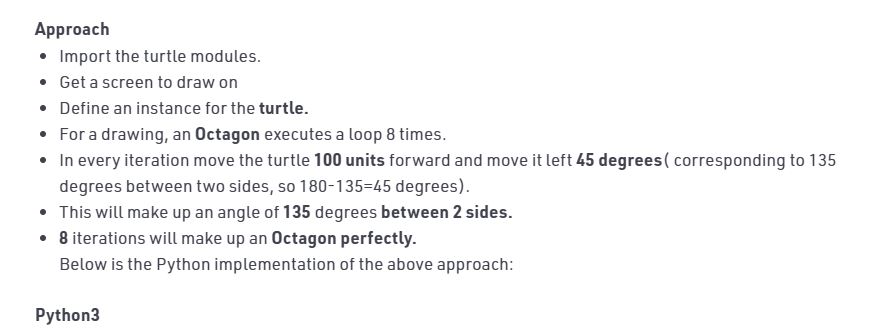 Approach
• Import the turtle modules.
• Get a screen to draw on
• Define an instance for the turtle.
• For a drawing, an Octagon executes a loop 8 times.
• In every iteration move the turtle 100 units forward and move it left 45 degrees( corresponding to 135
degrees between two sides, so 180-135=45 degrees).
• This will make up an angle of 135 degrees between 2 sides.
• 8 iterations will make up an Octagon perfectly.
Below is the Python implementation of the above approach:
Python3